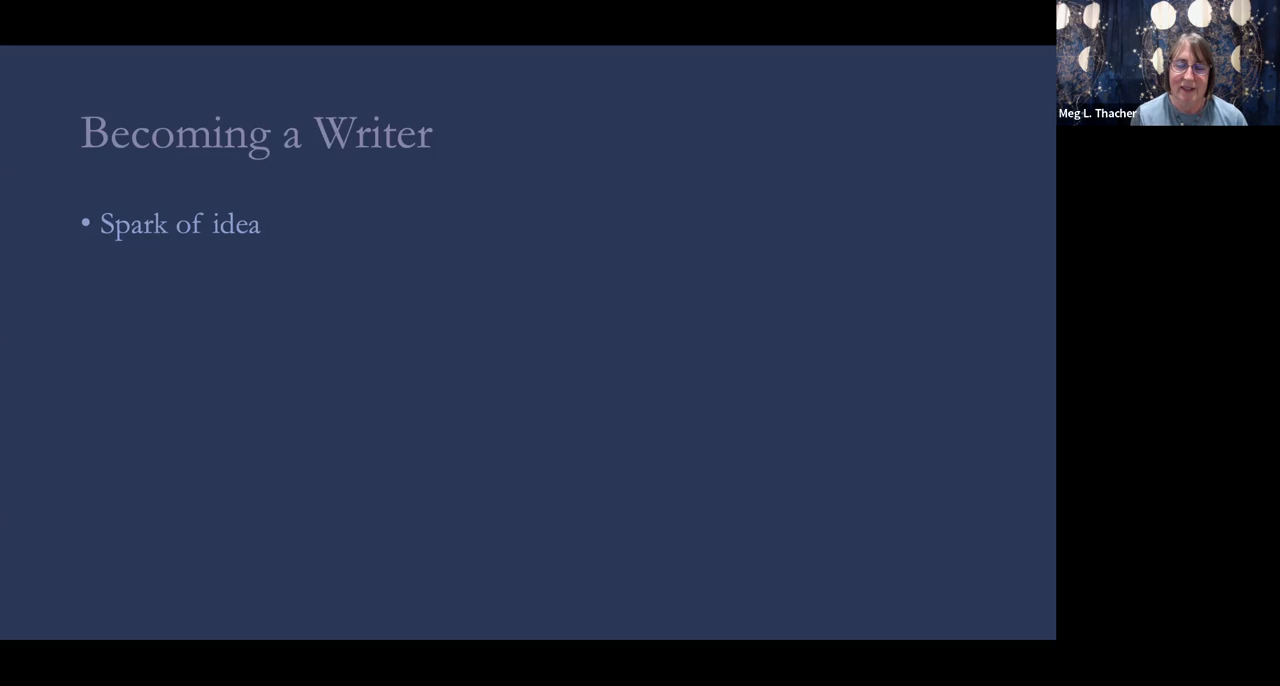 Becoming a Writer
• Spark of idea
Meg L. Thacher